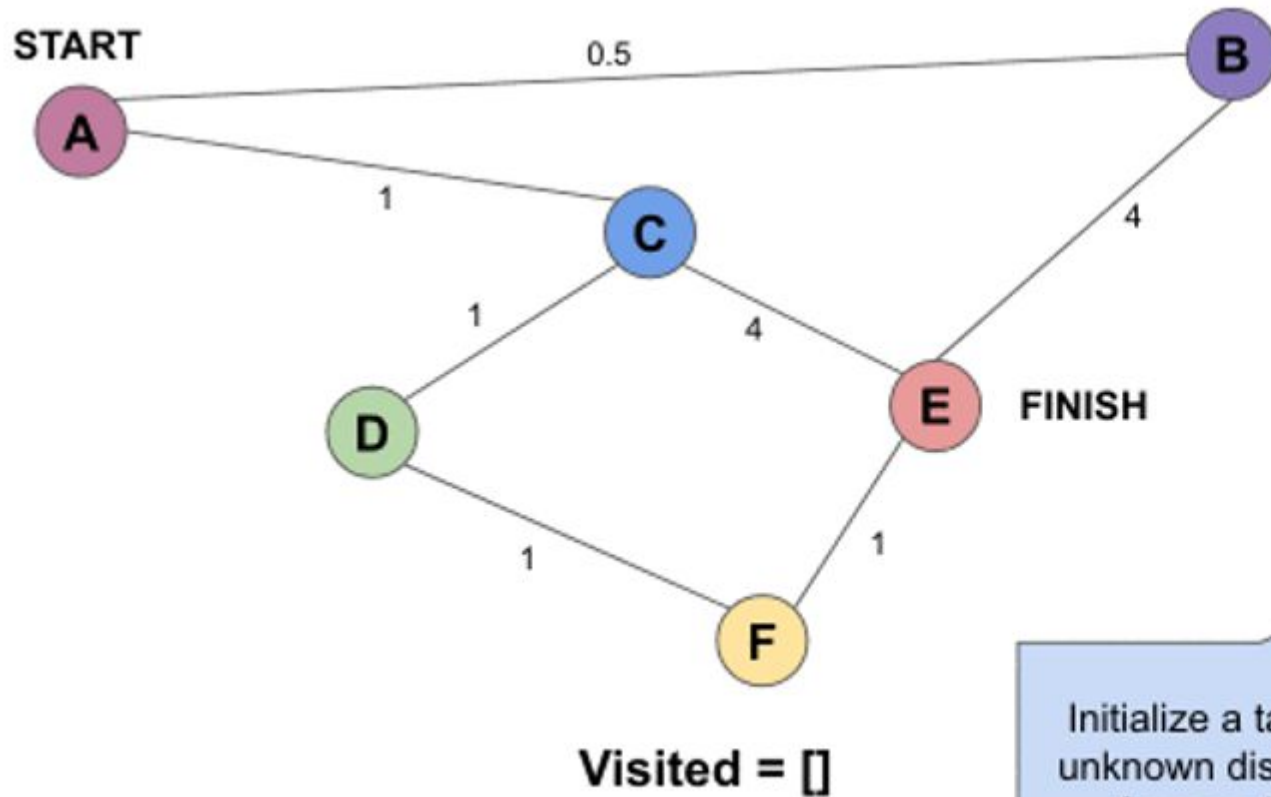 START
0.5
B
A
1
C
4
1
4
D
E
FINISH
1
1
F
Initialize a
unknown
Visited = []